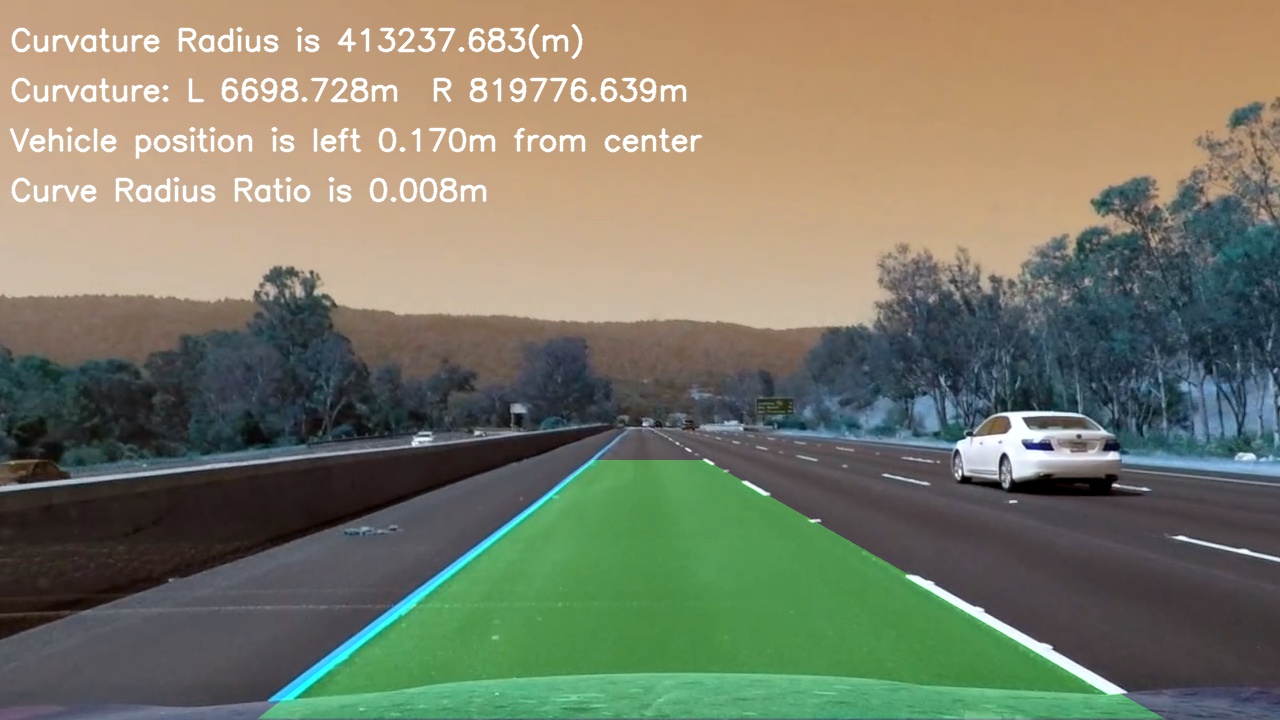 Curvature Radius is 413237.683(m)
Curvature: L 6698.728m R 819776.639m
Vehicle position is left 0.170m from center
Curve Radius Ratio is 0.008m